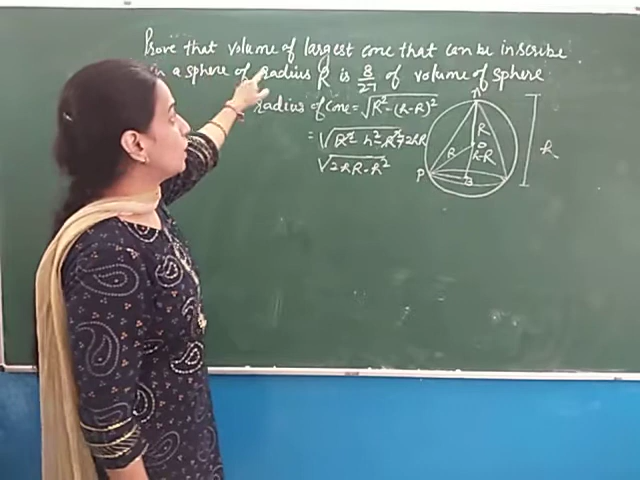 Prove that volume of largest cone that can be inscribe
in a sphere of radius R is 8/27 of volume of sphere
radius of cone = √R² - (h-R)²
= √R² - h² - R² + 2hR
√2hR - h²
A
R
R
O
h-R
P
B
h